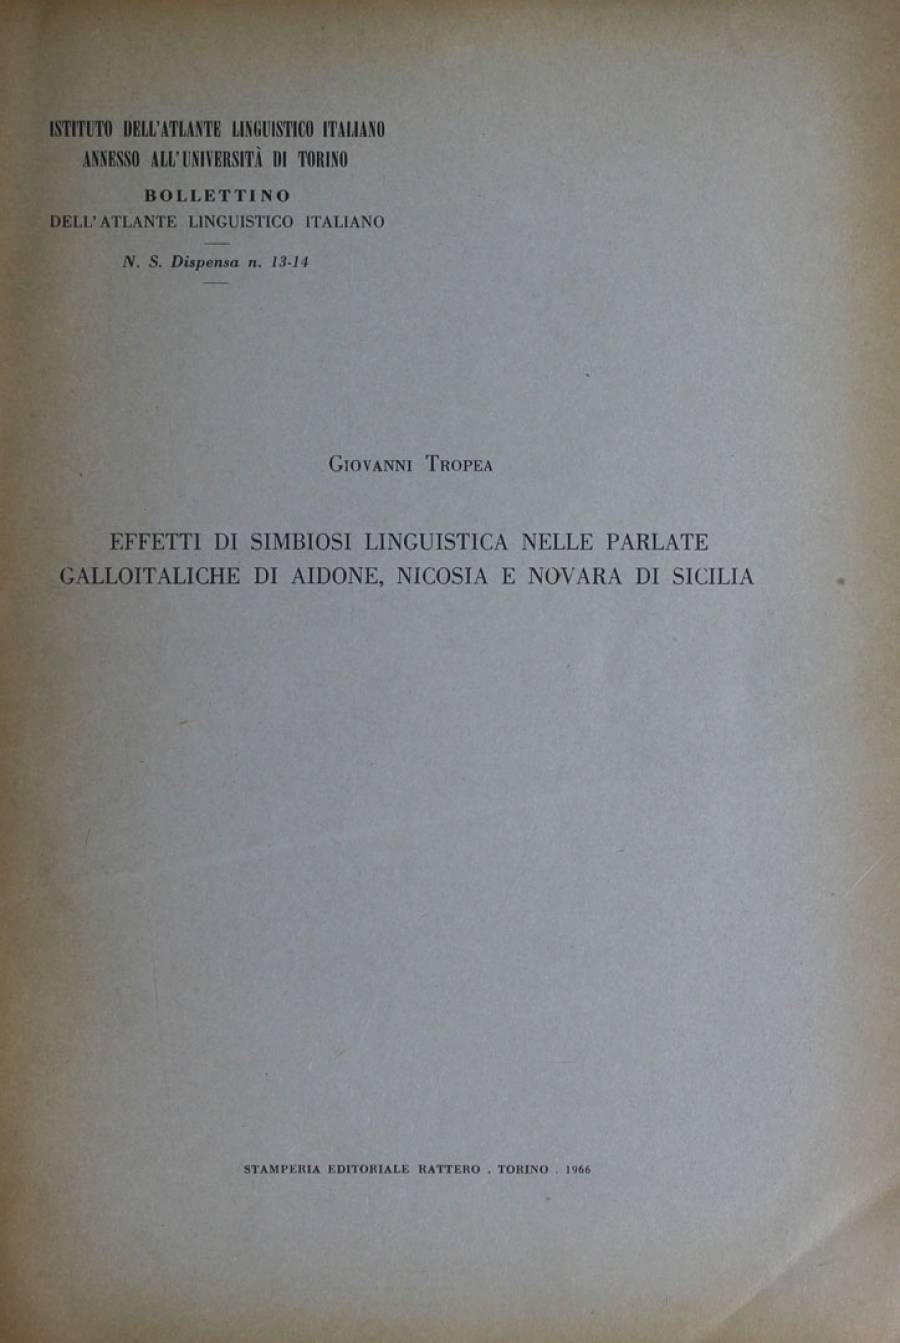 ISTITUTO DELL'ATLANTE LINGUISTICO ITALIANO
ANNESSO ALL'UNIVERSITÀ DI TORINO
BOLLETTINO
DELL'ATLANTE LINGUISTICO ITALIANO
N. S. Dispensa n. 13-14
GIOVANNI TROPEA
EFFETTI DI SIMBIOSI LINGUISTICA NELLE PARLATE
GALLOITALICHE DI AIDONE, NICOSIA E NOVARA DI SICILIA
STAMPERIA EDITORIALE RATTERO . TORINO . 1966